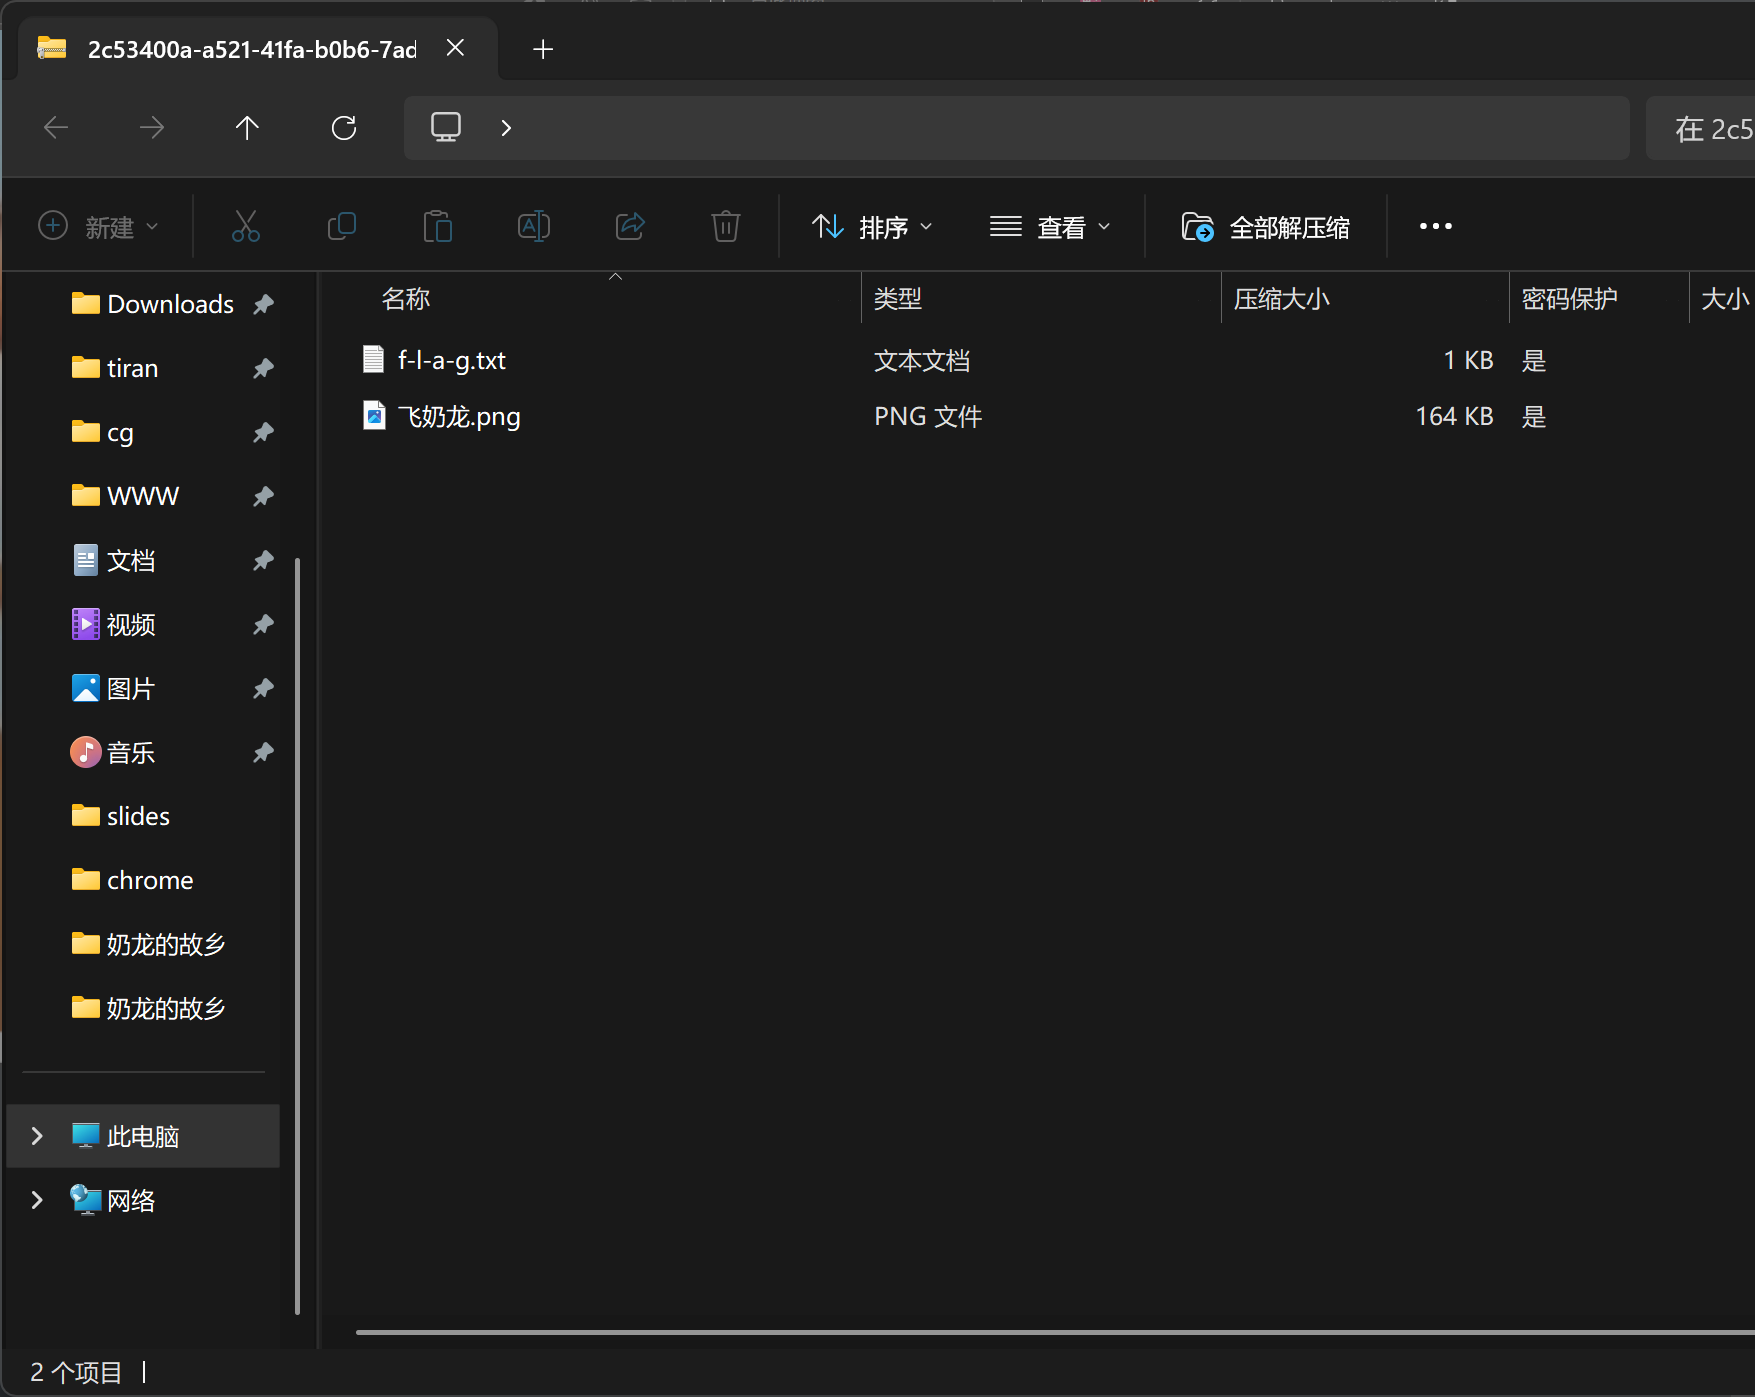 2c53400a-a521-41fa-b0b6-7ad
在 2c5
新建
排序
查看
全部解压缩
名称
类型
压缩大小
密码保护
大小
f-l-a-g.txt
文本文档
1 KB
是
飞奶龙.png
PNG 文件
164 KB
是
Downloads
tiran
cg
WWW
文档
视频
图片
音乐
slides
chrome
奶龙的故乡
奶龙的故乡
此电脑
网络
2 个项目